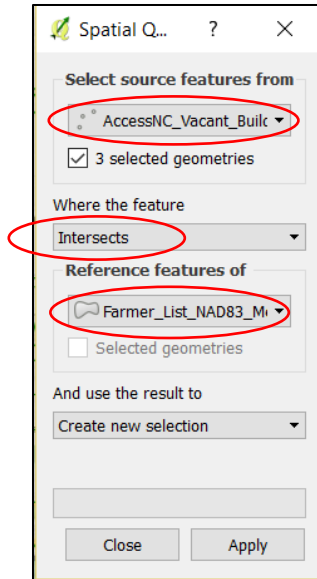 Spatial Q... ?
Select source features from
AccessNC_Vacant_Builc
3 selected geometries
Where the feature
Intersects
Reference features of
Farmer_List_NAD83_M
Selected geometries
And use the result to
Create new selection
Close Apply